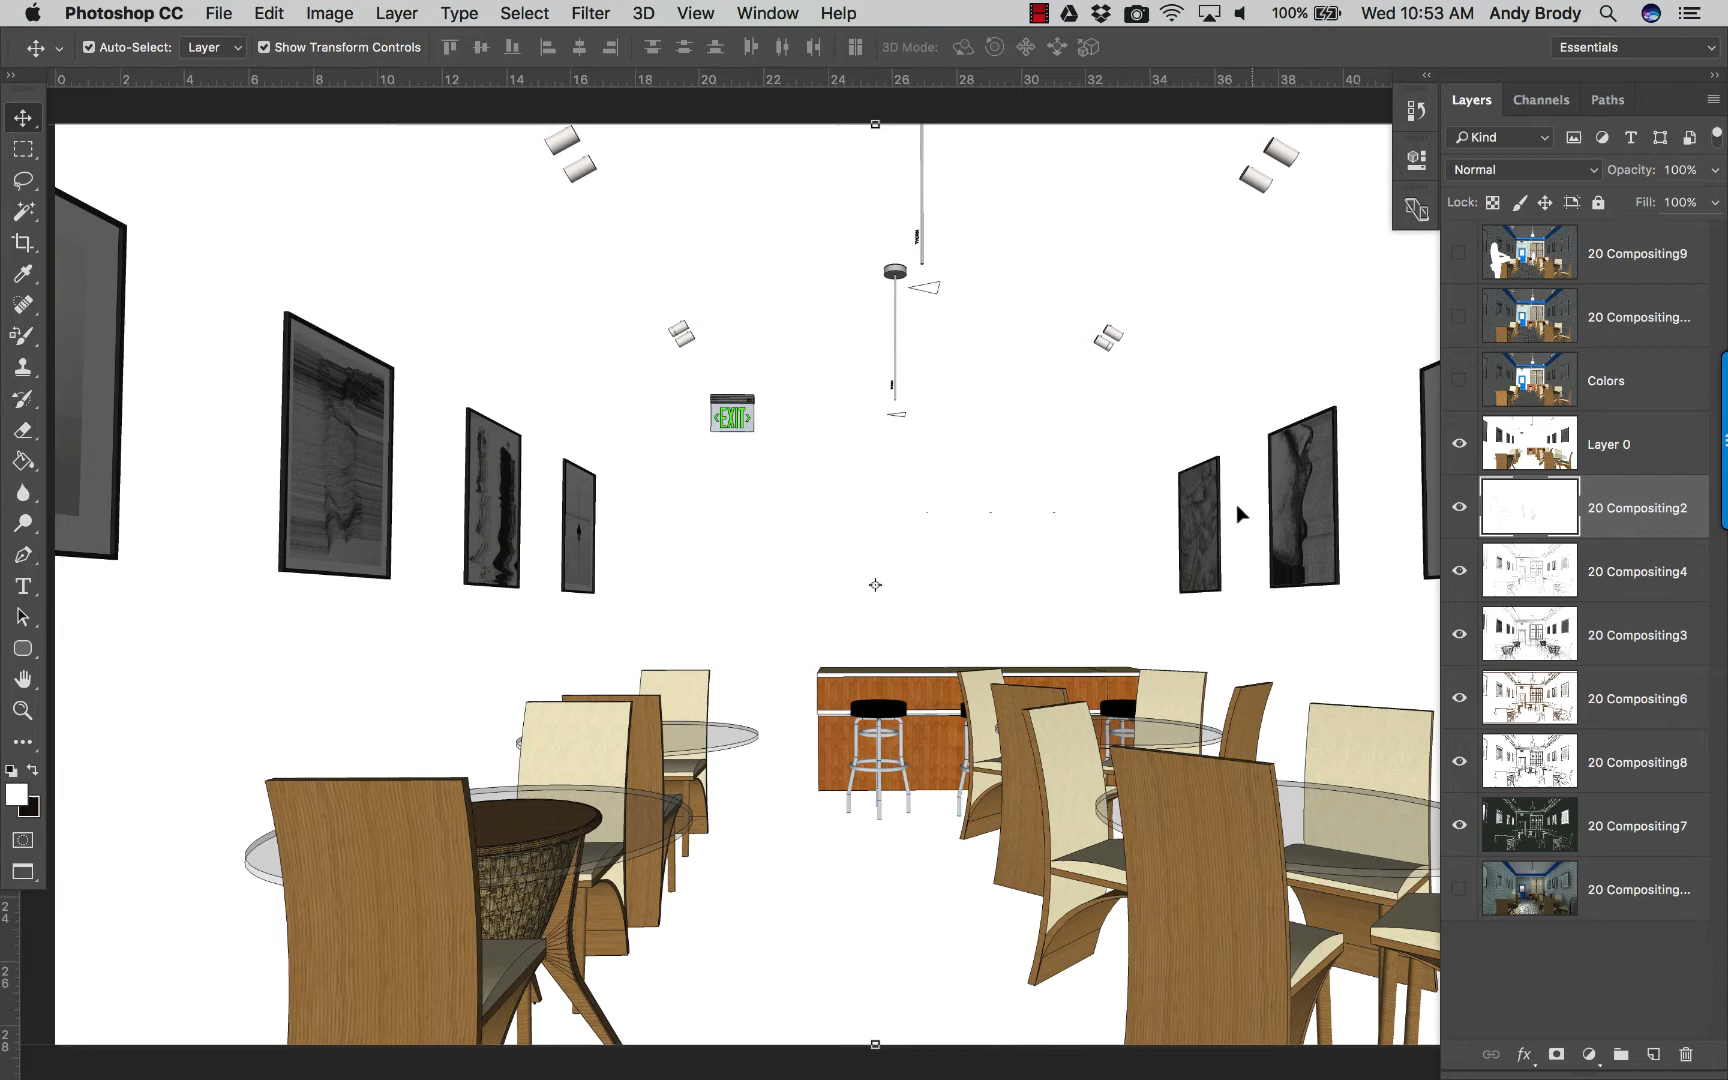 Photoshop CC File Edit Image Layer Type Select Filter 3D View Window Help 100% Wed 10:53 AM Andy Brody
Auto-Select: Layer Show Transform Controls 3D Mode: Essentials
0 2 4 6 8 10 12 14 16 18 20 22 24 26 28 30 32 34 36 38 40
Layers Channels Paths
Kind
Normal Opacity: 100%
Lock: Fill: 100%
20 Compositing9
20 Compositing...
Colors
Layer 0
20 Compositing2
20 Compositing4
20 Compositing3
20 Compositing6
20 Compositing8
20 Compositing7
20 Compositing...
EXIT
24
26
28
fx